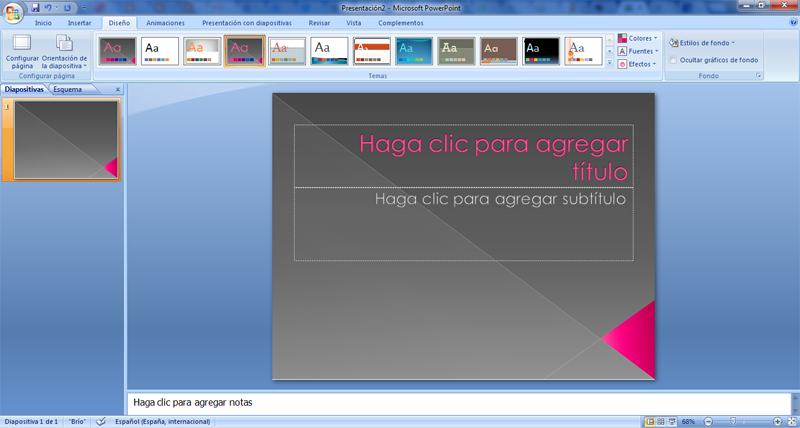 Presentación2 - Microsoft PowerPoint
Inicio Insertar Diseño Animaciones Presentación con diapositivas Revisar Vista Complementos
Configurar página
Orientación de la diapositiva
Configurar página
Aa Aa Aa Aa Aa Aa Aa Aa Aa Aa Aa Aa
Temas
Colores
Fuentes
Efectos
Estilos de fondo
Ocultar gráficos de fondo
Fondo
Diapositivas Esquema
1
Haga clic para agregar
título
Haga clic para agregar subtítulo
Haga clic para agregar notas
Diapositiva 1 de 1 "Brío" Español (España, internacional) 68%